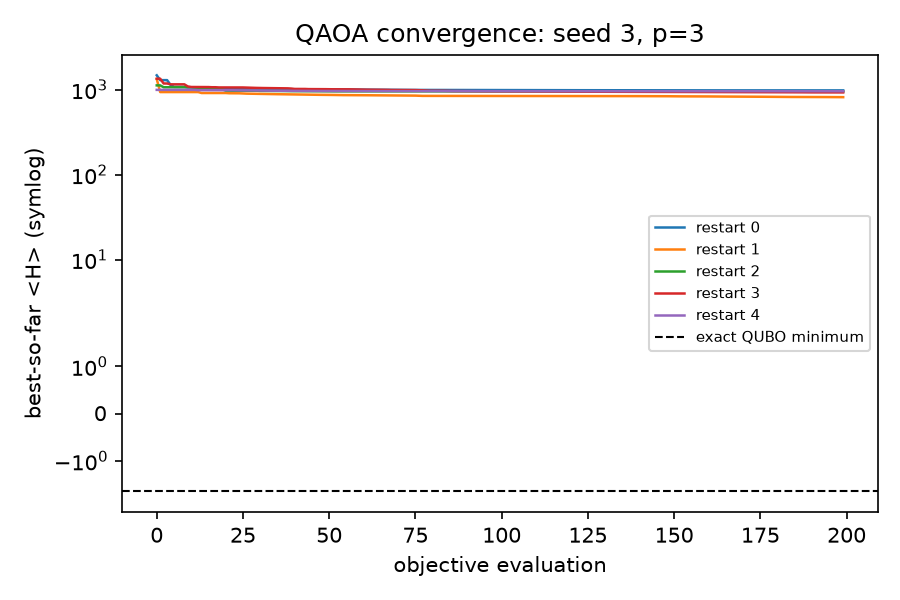 QAOA convergence: seed 3, p=3
best-so-far <H> (symlog)
10³
10²
10¹
10⁰
0
−10⁰
restart 0
restart 1
restart 2
restart 3
restart 4
exact QUBO minimum
0 25 50 75 100 125 150 175 200
objective evaluation